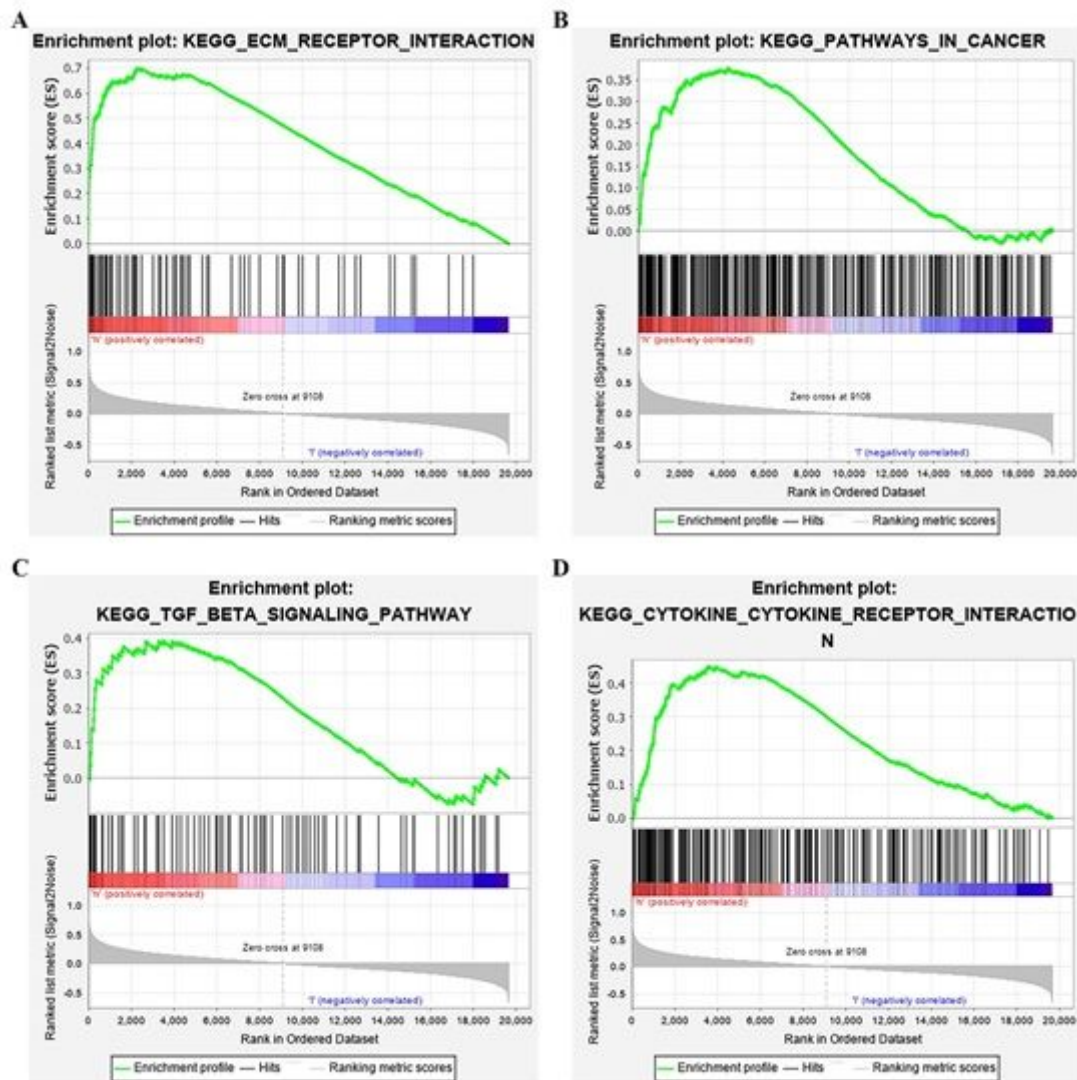 A
Enrichment plot: KEGG_ECM_RECEPTOR_INTERACTION
Enrichment score (ES)
0.7
0.6
0.5
0.4
0.3
0.2
0.1
0.0
'N' (positively correlated)
Ranked list metric (Signal2Noise)
1.0
0.5
0.0
-0.5
Zero cross at 9108
'T' (negatively correlated)
0 2,000 4,000 6,000 8,000 10,000 12,000 14,000 16,000 18,000 20,000
Rank in Ordered Dataset
Enrichment profile Hits Ranking metric scores
B
Enrichment plot: KEGG_PATHWAYS_IN_CANCER
Enrichment score (ES)
0.35
0.30
0.25
0.20
0.15
0.10
0.05
0.00
'N' (positively correlated)
Ranked list metric (Signal2Noise)
1.0
0.5
0.0
-0.5
Zero cross at 9108
'T' (negatively correlated)
0 2,000 4,000 6,000 8,000 10,000 12,000 14,000 16,000 18,000 20,000
Rank in Ordered Dataset
Enrichment profile Hits Ranking metric scores
C
Enrichment plot:
KEGG_TGF_BETA_SIGNALING_PATHWAY
Enrichment score (ES)
0.4
0.3
0.2
0.1
0.0
'N' (positively correlated)
Ranked list metric (Signal2Noise)
1.0
0.5
0.0
-0.5
Zero cross at 9108
'T' (negatively correlated)
0 2,000 4,000 6,000 8,000 10,000 12,000 14,000 16,000 18,000 20,000
Rank in Ordered Dataset
Enrichment profile Hits Ranking metric scores
D
Enrichment plot:
KEGG_CYTOKINE_CYTOKINE_RECEPTOR_INTERACTIO
N
Enrichment score (ES)
0.4
0.3
0.2
0.1
0.0
'N' (positively correlated)
Ranked list metric (Signal2Noise)
1.0
0.5
0.0
-0.5
Zero cross at 9108
'T' (negatively correlated)
0 2,000 4,000 6,000 8,000 10,000 12,000 14,000 16,000 18,000 20,000
Rank in Ordered Dataset
Enrichment profile Hits Ranking metric scores